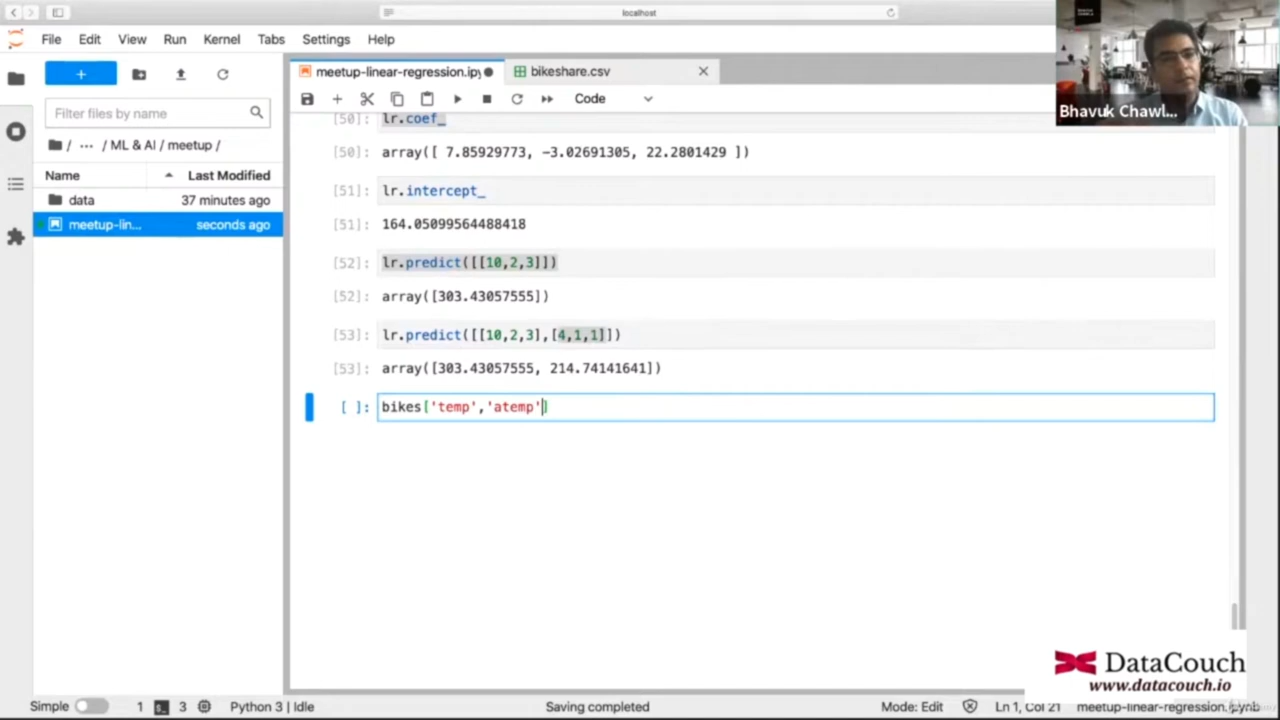 localhost
File Edit View Run Kernel Tabs Settings Help
meetup-linear-regression.ipy
bikeshare.csv
Code
Filter files by name
/ ... / ML & AI / meetup /
Name Last Modified
data 37 minutes ago
meetup-lin... seconds ago
[50]: lr.coef_
[50]: array([ 7.85929773, -3.02691305, 22.2801429 ])
[51]: lr.intercept_
[51]: 164.05099564488418
[52]: lr.predict([[10,2,3]])
[52]: array([303.43057555])
[53]: lr.predict([[10,2,3],[4,1,1]])
[53]: array([303.43057555, 214.74141641])
[ ]: bikes['temp','atemp']
Bhavuk Chawl...
DataCouch
www.datacouch.io
Simple 1 $_ 3 Python 3 | Idle Saving completed Mode: Edit Ln 1, Col 21 meetup-linear-regression.ipynb